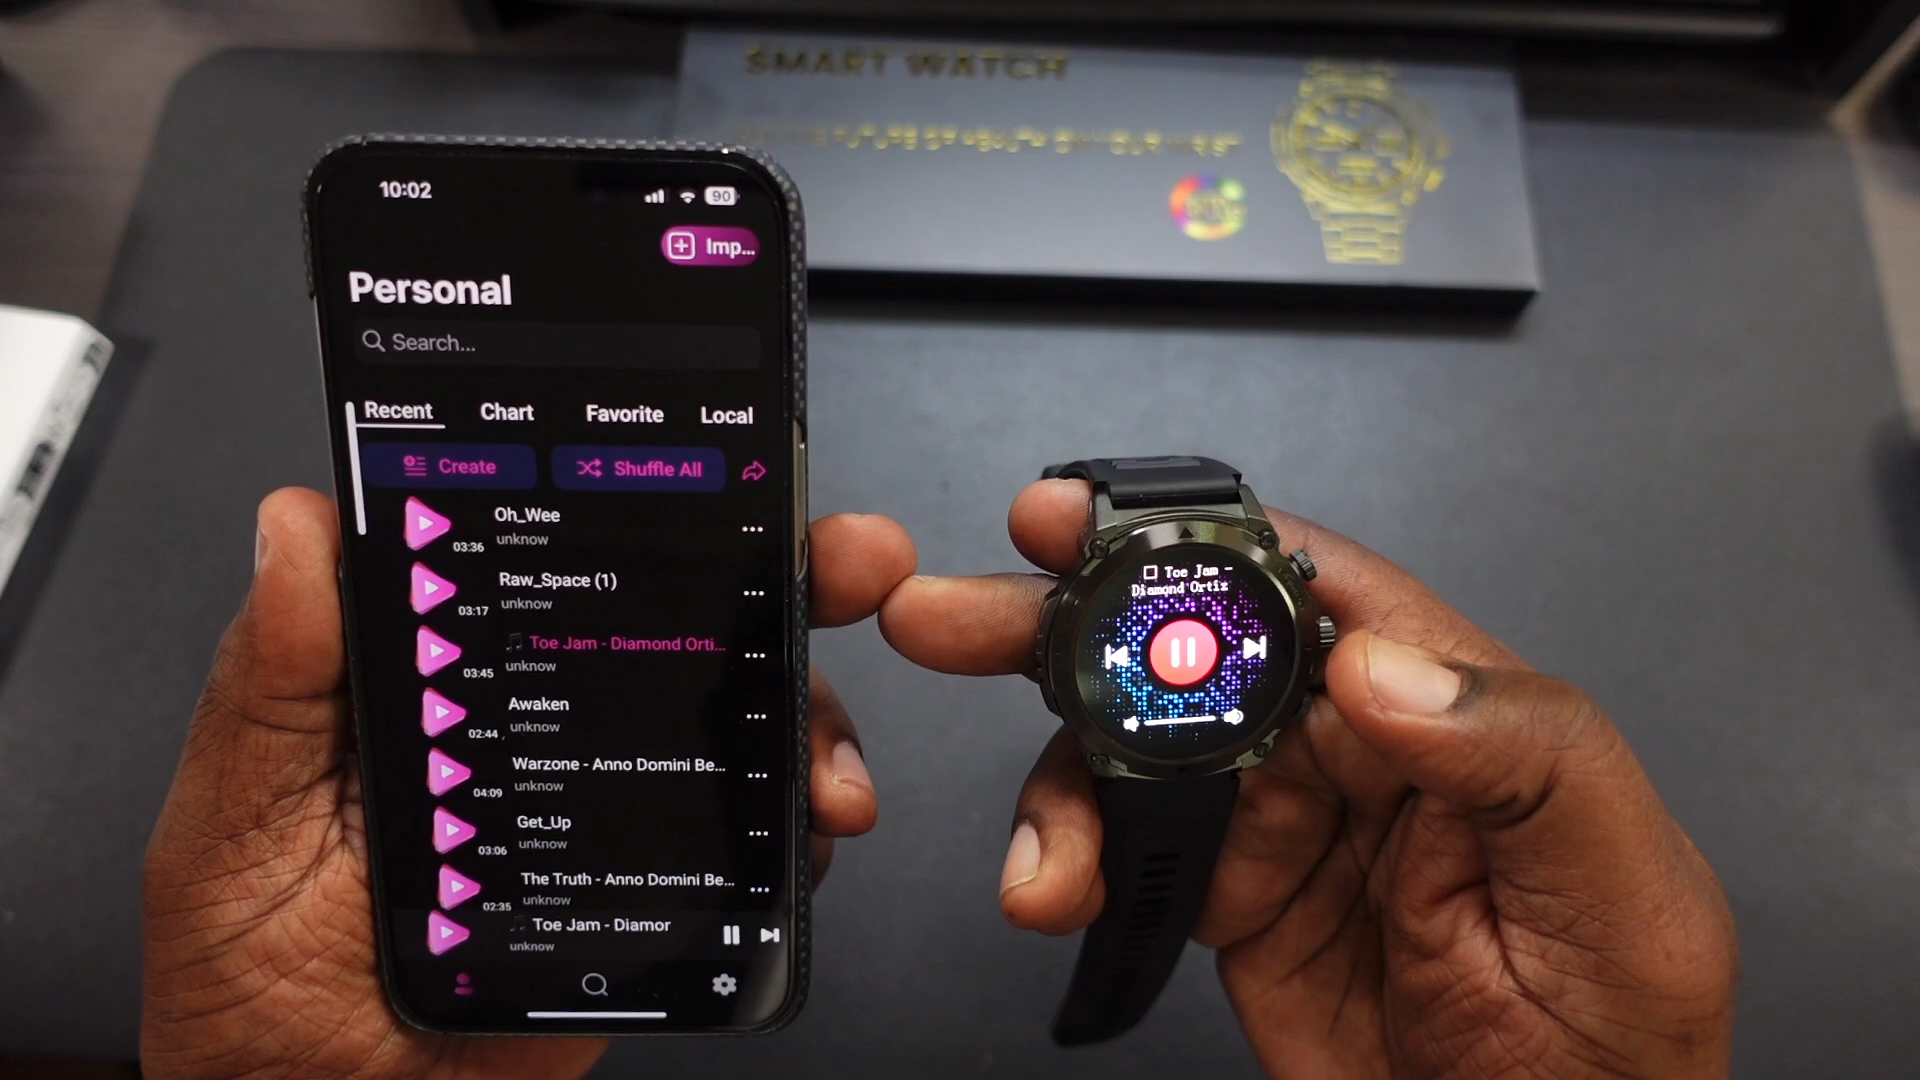 SMART WATCH
10:02
90
Imp...
Personal
Search...
Recent
Chart
Favorite
Local
Create
Shuffle All
Oh_Wee
unknow
03:36
Raw_Space (1)
unknow
03:17
Toe Jam - Diamond Orti...
unknow
03:45
Awaken
unknow
02:44
Warzone - Anno Domini Be...
unknow
04:09
Get_Up
unknow
03:06
The Truth - Anno Domini Be...
unknow
02:35
Toe Jam - Diamor
unknow
Toe Jam -
Diamond Ortiz